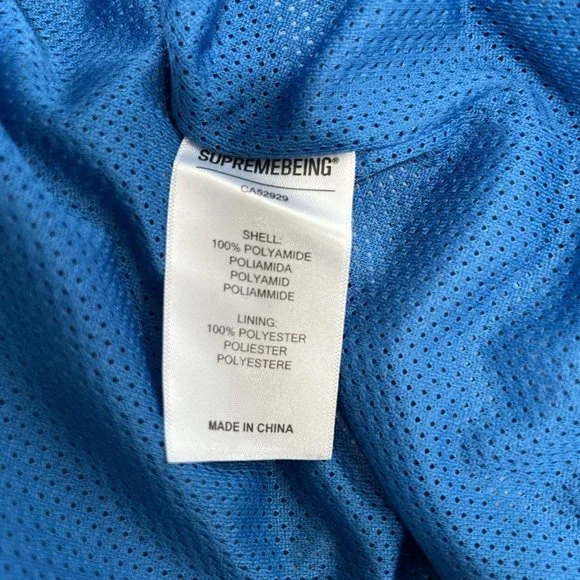 SUPREMEBEING®
CA52929
SHELL:
100% POLYAMIDE
POLIAMIDA
POLYAMID
POLIAMMIDE
LINING:
100% POLYESTER
POLIESTER
POLYESTERE
MADE IN CHINA